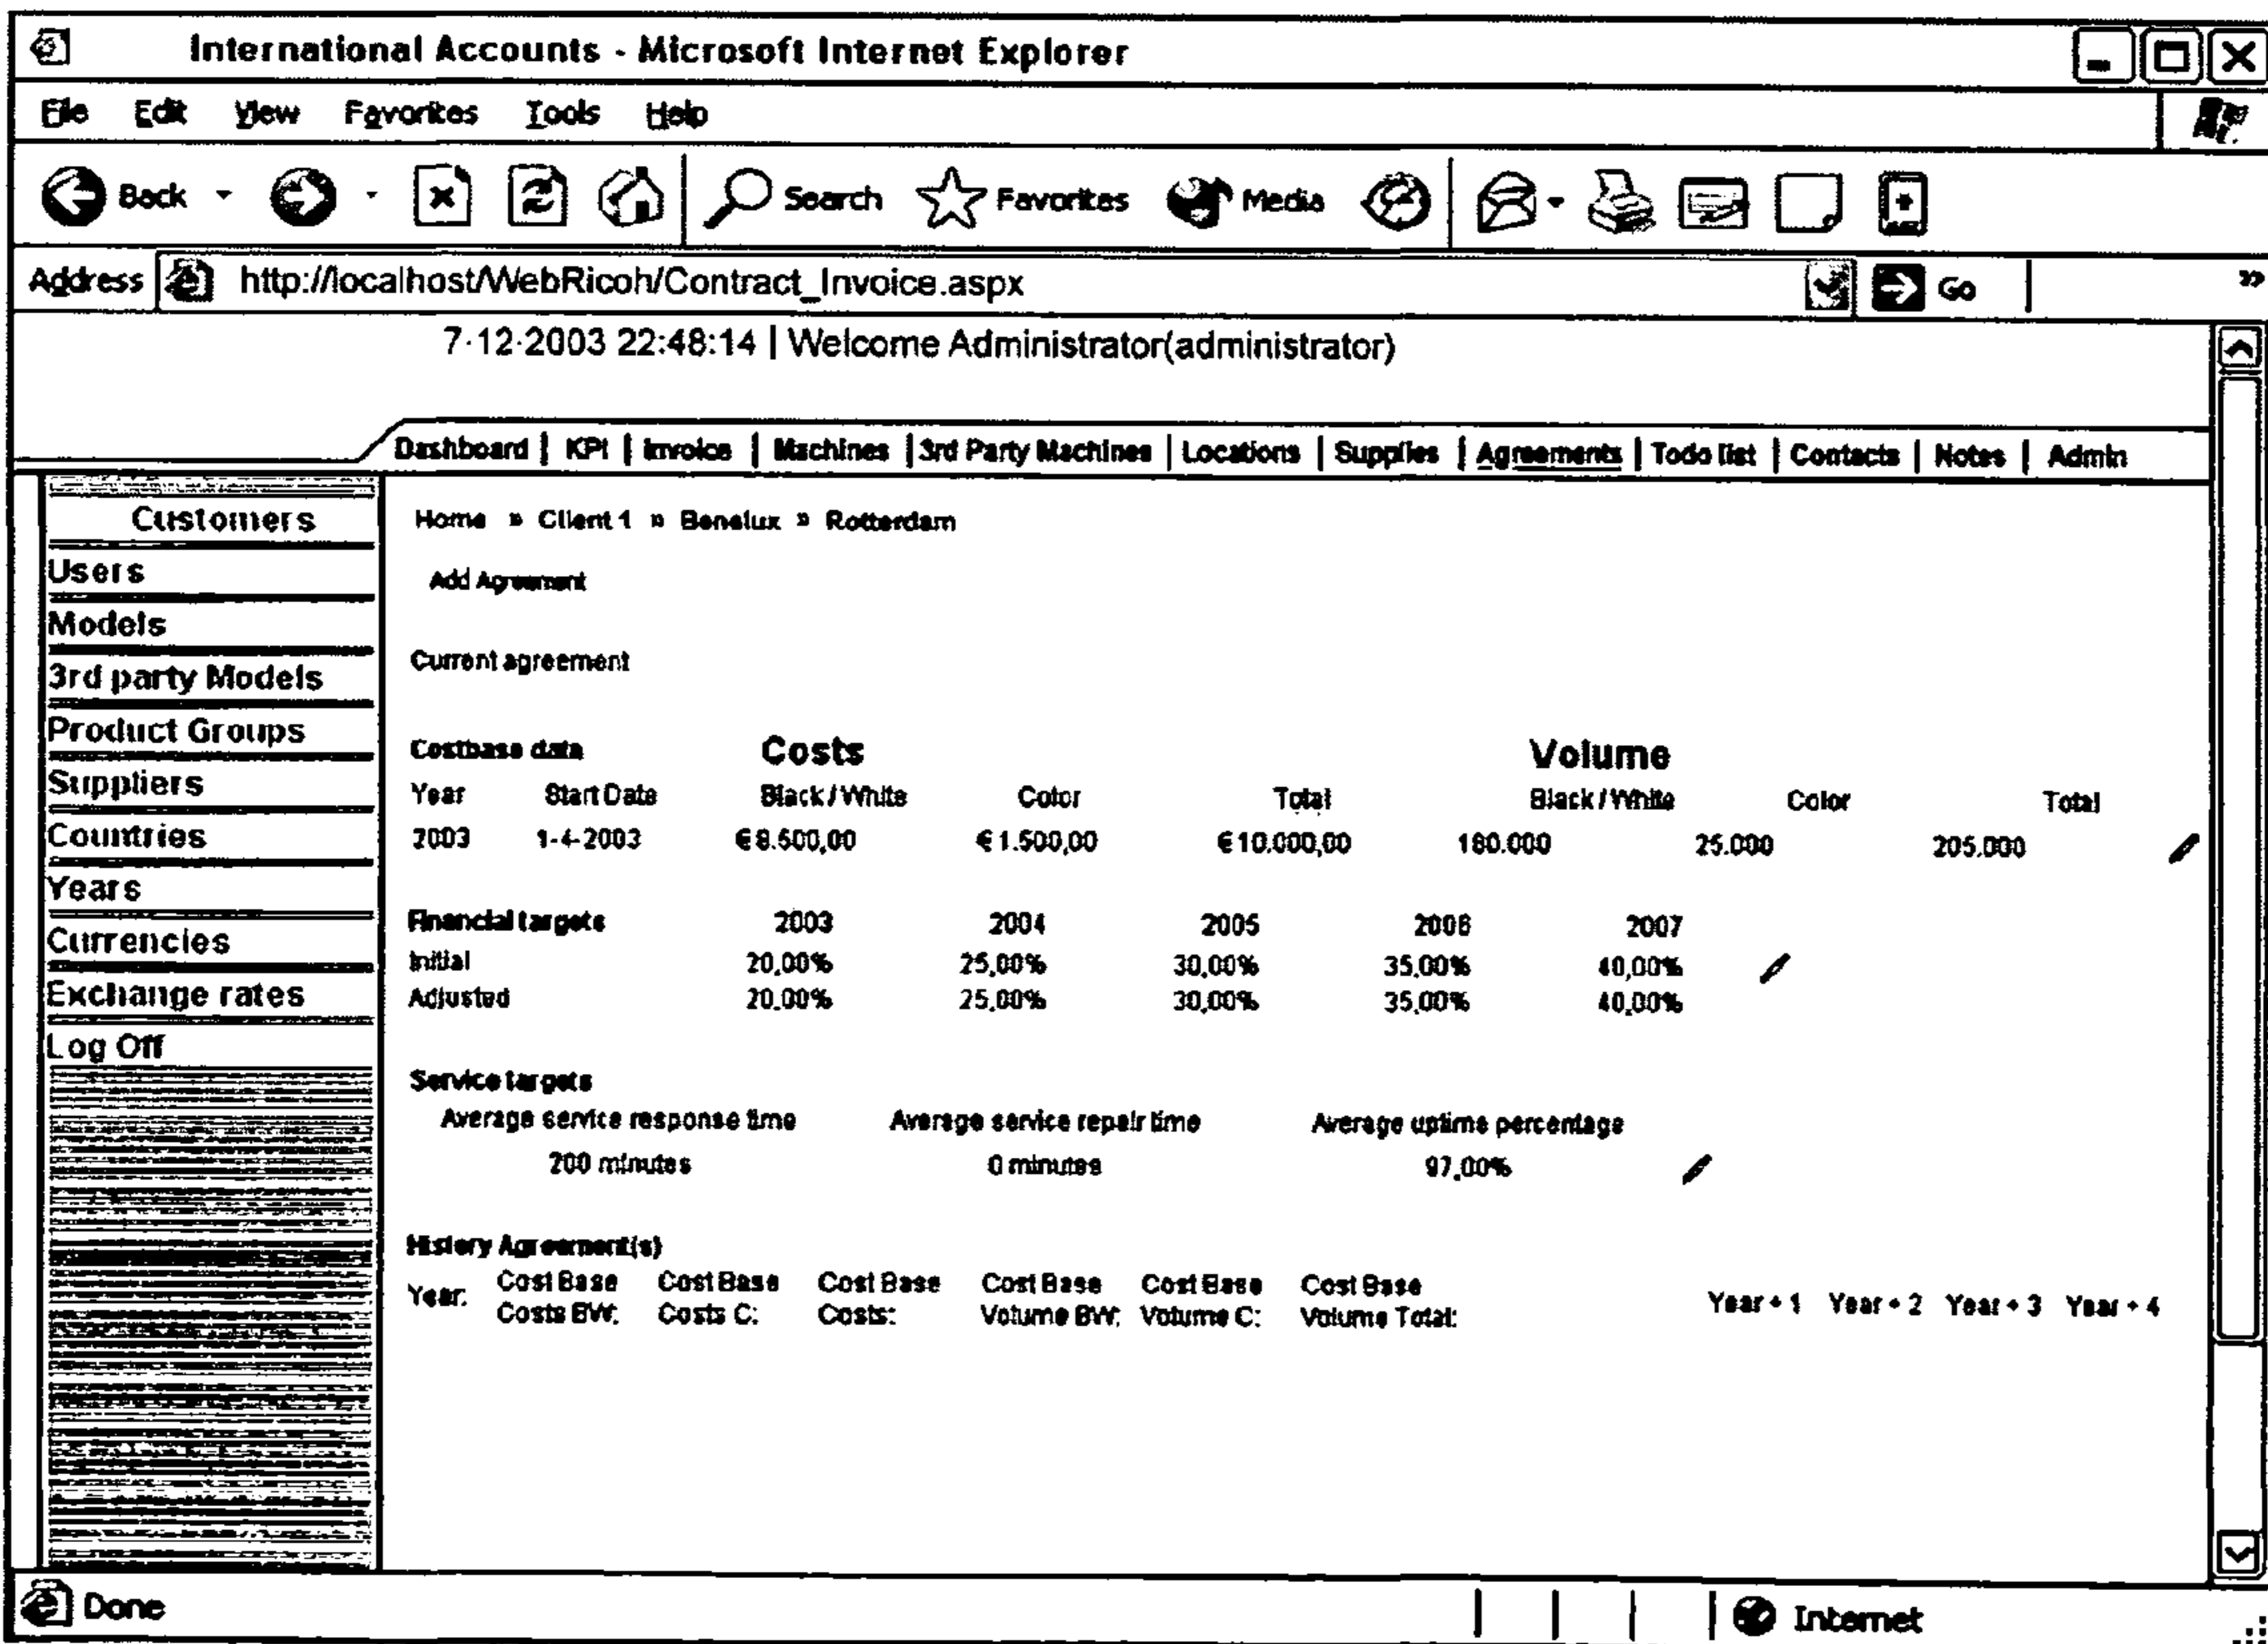 International Accounts - Microsoft Internet Explorer
File Edit View Favorites Tools Help
Back Search Favorites Media
Address http://localhost/WebRicoh/Contract_Invoice.aspx Go
7-12-2003 22:48:14 | Welcome Administrator(administrator)
Dashboard | KPI | Invoice | Machines | 3rd Party Machines | Locations | Supplies | Agreements | Todo list | Contacts | Notes | Admin
Customers
Users
Models
3rd party Models
Product Groups
Suppliers
Countries
Years
Currencies
Exchange rates
Log Off
Home » Client 1 » Benelux » Rotterdam
Add Agreement
Current agreement
Costbase data Costs Volume
Year Start Date Black / White Color Total Black / White Color Total
2003 1-4-2003 € 8.500,00 € 1.500,00 € 10.000,00 180.000 25.000 205.000
Financial targets 2003 2004 2005 2006 2007
Initial 20,00% 25,00% 30,00% 35,00% 40,00%
Adjusted 20,00% 25,00% 30,00% 35,00% 40,00%
Service targets
Average service response time Average service repair time Average uptime percentage
200 minutes 0 minutes 97,00%
History Agreement(s)
Year: Cost Base Cost Base Cost Base Cost Base Cost Base Cost Base
Costs BW: Costs C: Costs: Volume BW: Volume C: Volume Total: Year + 1 Year + 2 Year + 3 Year + 4
Done Internet